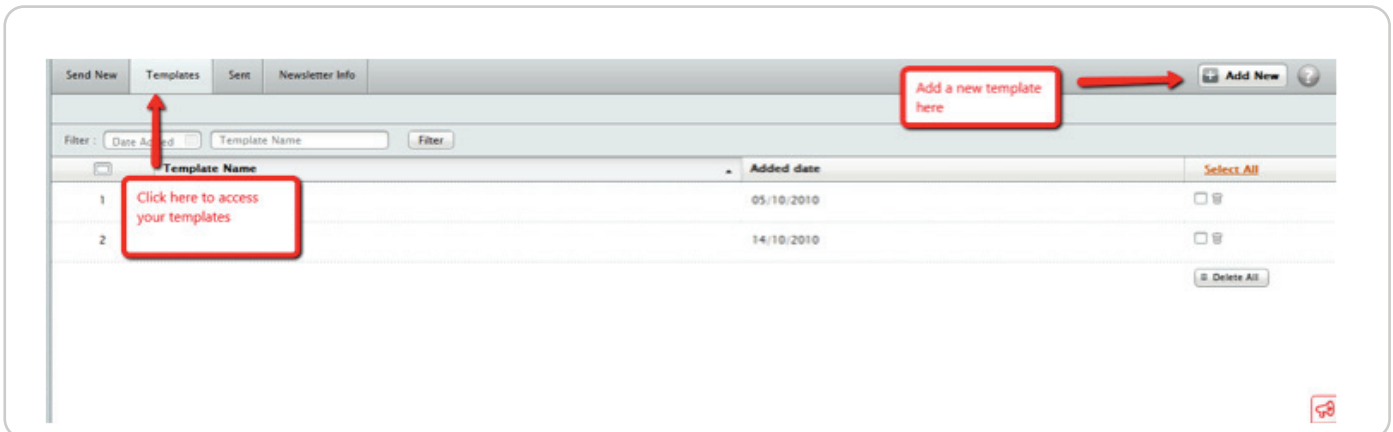 Send New Templates Sent Newsletter Info Add New ?
Add a new template
here
Filter : Date Added Template Name Filter
Template Name Added date Select All
Click here to access
your templates
1 05/10/2010
2 14/10/2010
Delete All